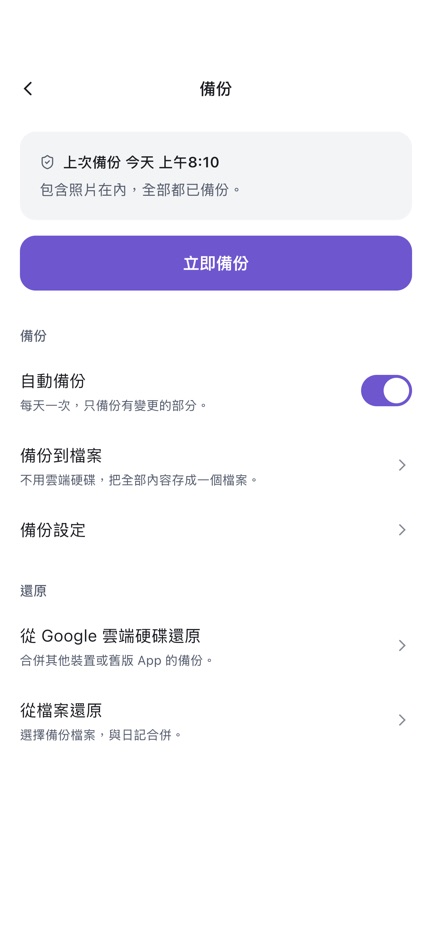 備份
上次備份 今天 上午8:10
包含照片在內，全部都已備份。
立即備份
備份
自動備份
每天一次，只備份有變更的部分。
備份到檔案
不用雲端硬碟，把全部內容存成一個檔案。
備份設定
還原
從 Google 雲端硬碟還原
合併其他裝置或舊版 App 的備份。
從檔案還原
選擇備份檔案，與日記合併。